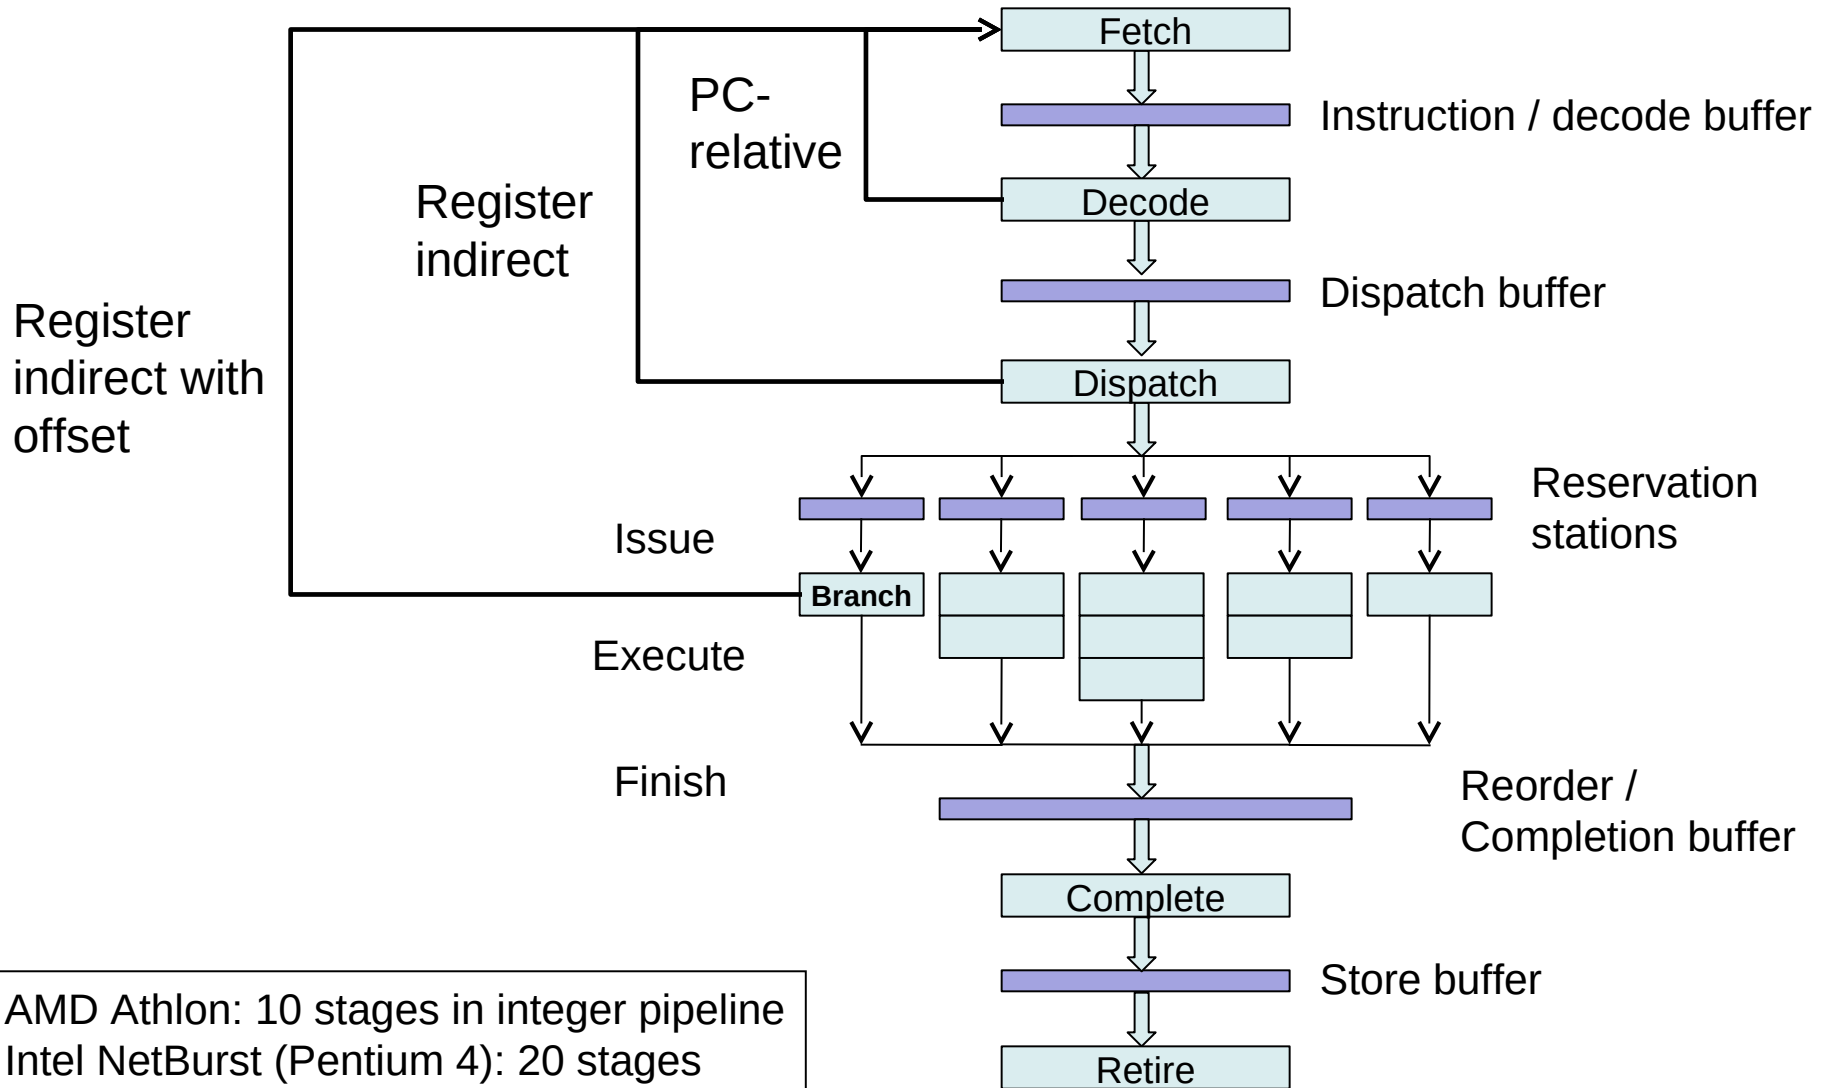 Fetch
PC-
relative
Instruction / decode buffer
Register
indirect
Decode
Register
indirect with
offset
Dispatch buffer
Dispatch
Reservation
stations
Issue
Branch
Execute
Finish
Reorder /
Completion buffer
Complete
Store buffer
AMD Athlon: 10 stages in integer pipeline
Intel NetBurst (Pentium 4): 20 stages
Retire